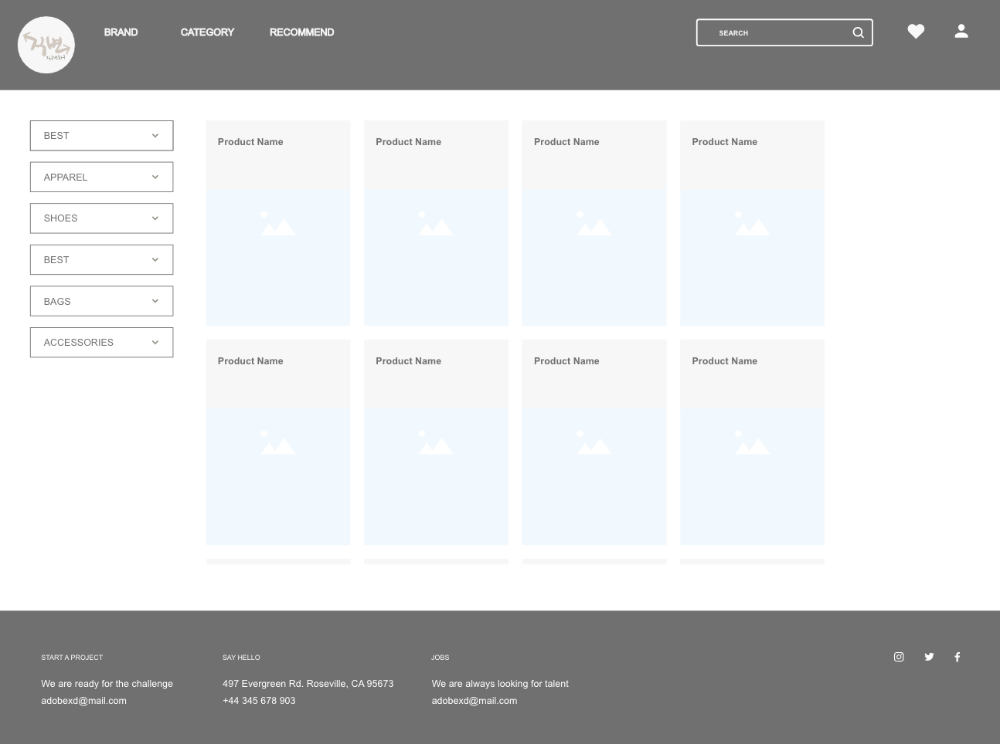 직변
BRAND
CATEGORY
RECOMMEND
SEARCH
BEST
APPAREL
SHOES
BEST
BAGS
ACCESSORIES
Product Name
Product Name
Product Name
Product Name
Product Name
Product Name
Product Name
Product Name
START A PROJECT
We are ready for the challenge
adobexd@mail.com
SAY HELLO
497 Evergreen Rd. Roseville, CA 95673
+44 345 678 903
JOBS
We are always looking for talent
adobexd@mail.com